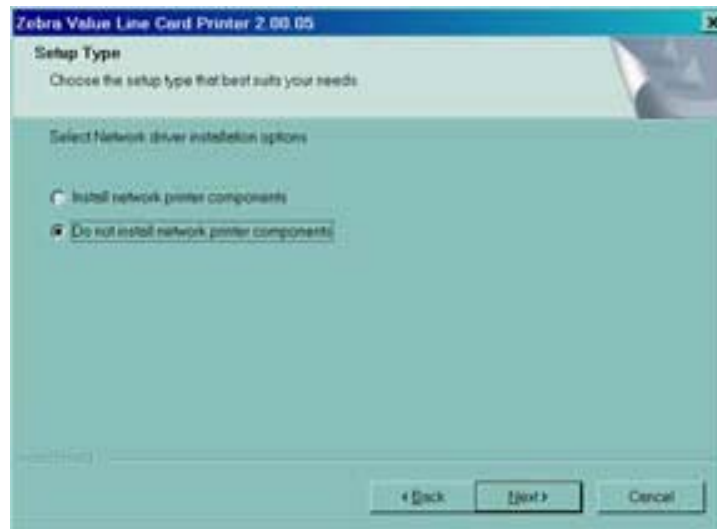 Zebra Value Line Card Printer 2.00.05
Setup Type
Choose the setup type that best suits your needs
Select Network driver installation options
Install network printer components
Do not install network printer components
< Back
Next >
Cancel